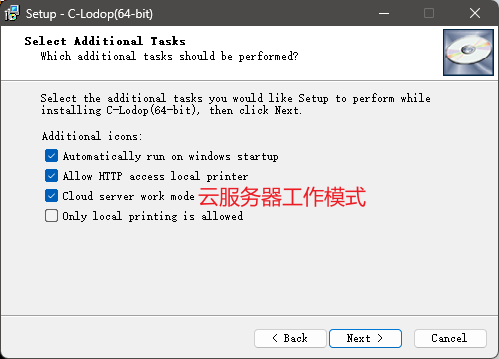 Setup - C-Lodop(64-bit)
Select Additional Tasks
Which additional tasks should be performed?
Select the additional tasks you would like Setup to perform while
installing C-Lodop(64-bit), then click Next.
Additional icons:
Automatically run on windows startup
Allow HTTP access local printer
Cloud server work mode 云服务器工作模式
Only local printing is allowed
< Back
Next >
Cancel